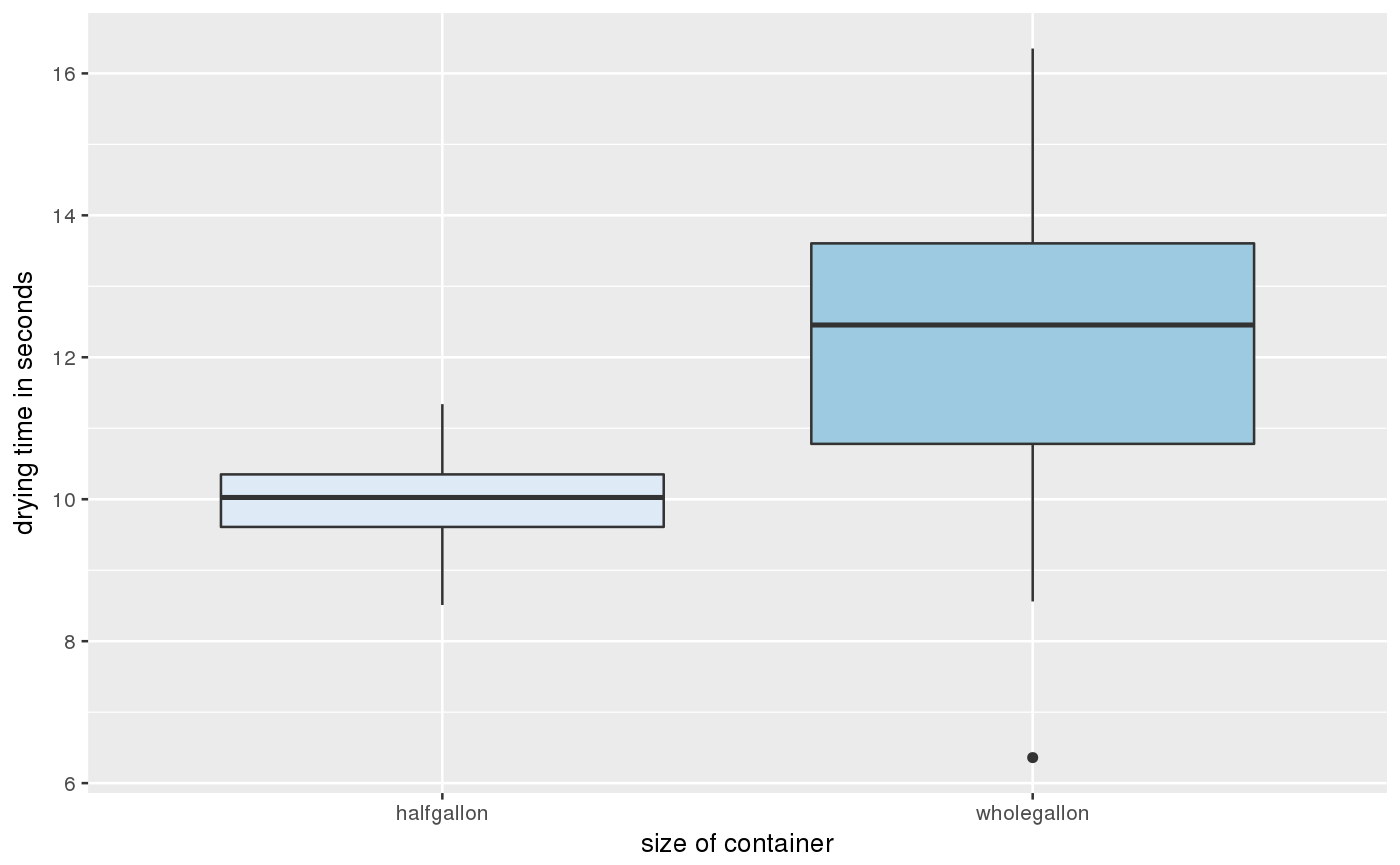 drying time in seconds
16
14
12
10
8
6
halfgallon
wholegallon
size of container